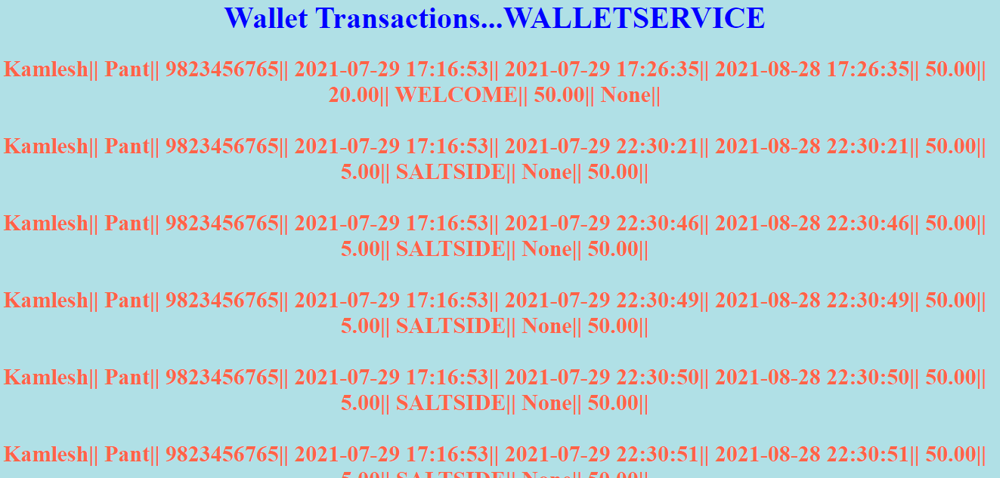 Wallet Transactions...WALLETSERVICE
Kamlesh|| Pant|| 9823456765|| 2021-07-29 17:16:53|| 2021-07-29 17:26:35|| 2021-08-28 17:26:35|| 50.00||
20.00|| WELCOME|| 50.00|| None||
Kamlesh|| Pant|| 9823456765|| 2021-07-29 17:16:53|| 2021-07-29 22:30:21|| 2021-08-28 22:30:21|| 50.00||
5.00|| SALTSIDE|| None|| 50.00||
Kamlesh|| Pant|| 9823456765|| 2021-07-29 17:16:53|| 2021-07-29 22:30:46|| 2021-08-28 22:30:46|| 50.00||
5.00|| SALTSIDE|| None|| 50.00||
Kamlesh|| Pant|| 9823456765|| 2021-07-29 17:16:53|| 2021-07-29 22:30:49|| 2021-08-28 22:30:49|| 50.00||
5.00|| SALTSIDE|| None|| 50.00||
Kamlesh|| Pant|| 9823456765|| 2021-07-29 17:16:53|| 2021-07-29 22:30:50|| 2021-08-28 22:30:50|| 50.00||
5.00|| SALTSIDE|| None|| 50.00||
Kamlesh|| Pant|| 9823456765|| 2021-07-29 17:16:53|| 2021-07-29 22:30:51|| 2021-08-28 22:30:51|| 50.00||
5.00|| SALTSIDE|| None|| 50.00||